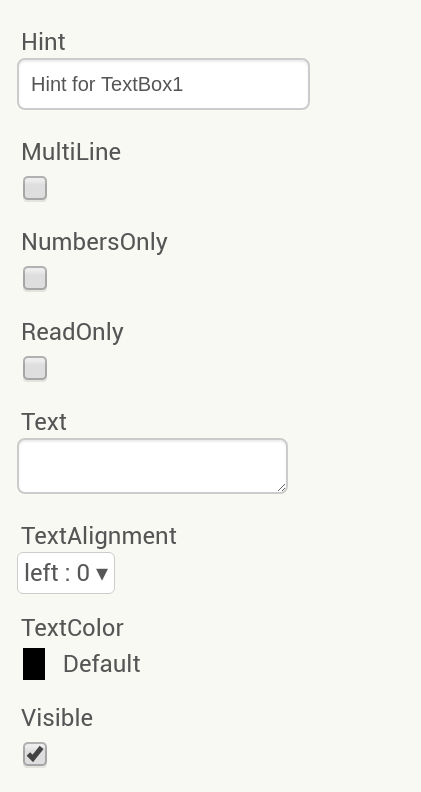 Hint
Hint for TextBox1
MultiLine
NumbersOnly
ReadOnly
Text
TextAlignment
left : 0 ▾
TextColor
Default
Visible